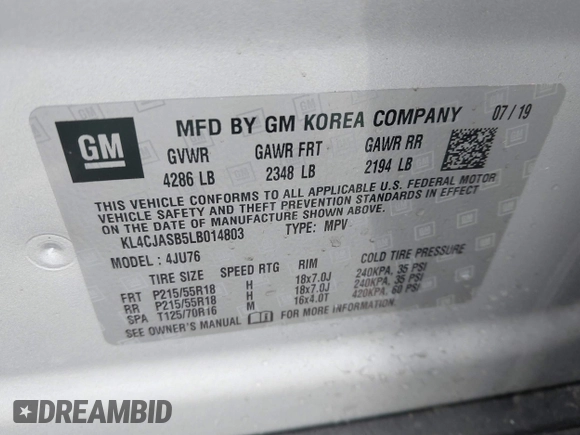 GM
MFD BY GM KOREA COMPANY 07/19
GVWR GAWR FRT GAWR RR
4286 LB 2348 LB 2194 LB
THIS VEHICLE CONFORMS TO ALL APPLICABLE U.S. FEDERAL MOTOR
VEHICLE SAFETY AND THEFT PREVENTION STANDARDS IN EFFECT
ON THE DATE OF MANUFACTURE SHOWN ABOVE.
KL4CJASB5LB014803 TYPE: MPV
MODEL : 4JU76
TIRE SIZE SPEED RTG RIM COLD TIRE PRESSURE
FRT P215/55R18 H 18x7.0J 240KPA, 35 PSI
RR P215/55R18 H 18x7.0J 240KPA, 35 PSI
SPA T125/70R16 M 16x4.0T 420KPA, 60 PSI
SEE OWNER'S MANUAL FOR MORE INFORMATION
DREAMBID